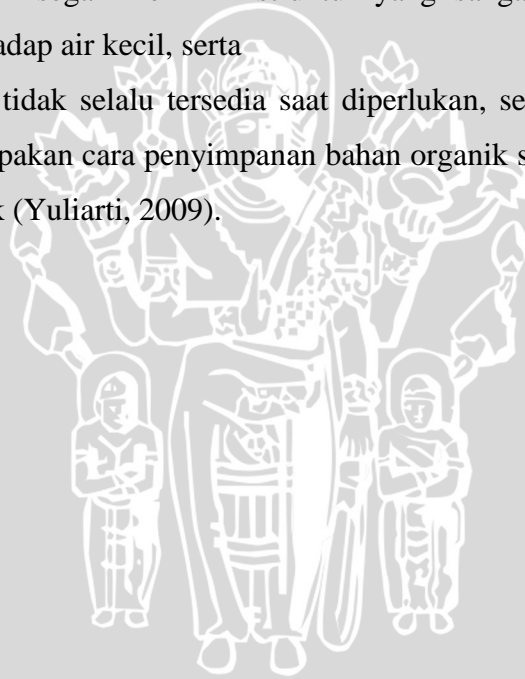 adap air kecil, serta
tidak selalu tersedia saat diperlukan, se
pakan cara penyimpanan bahan organik s
k (Yuliarti, 2009).